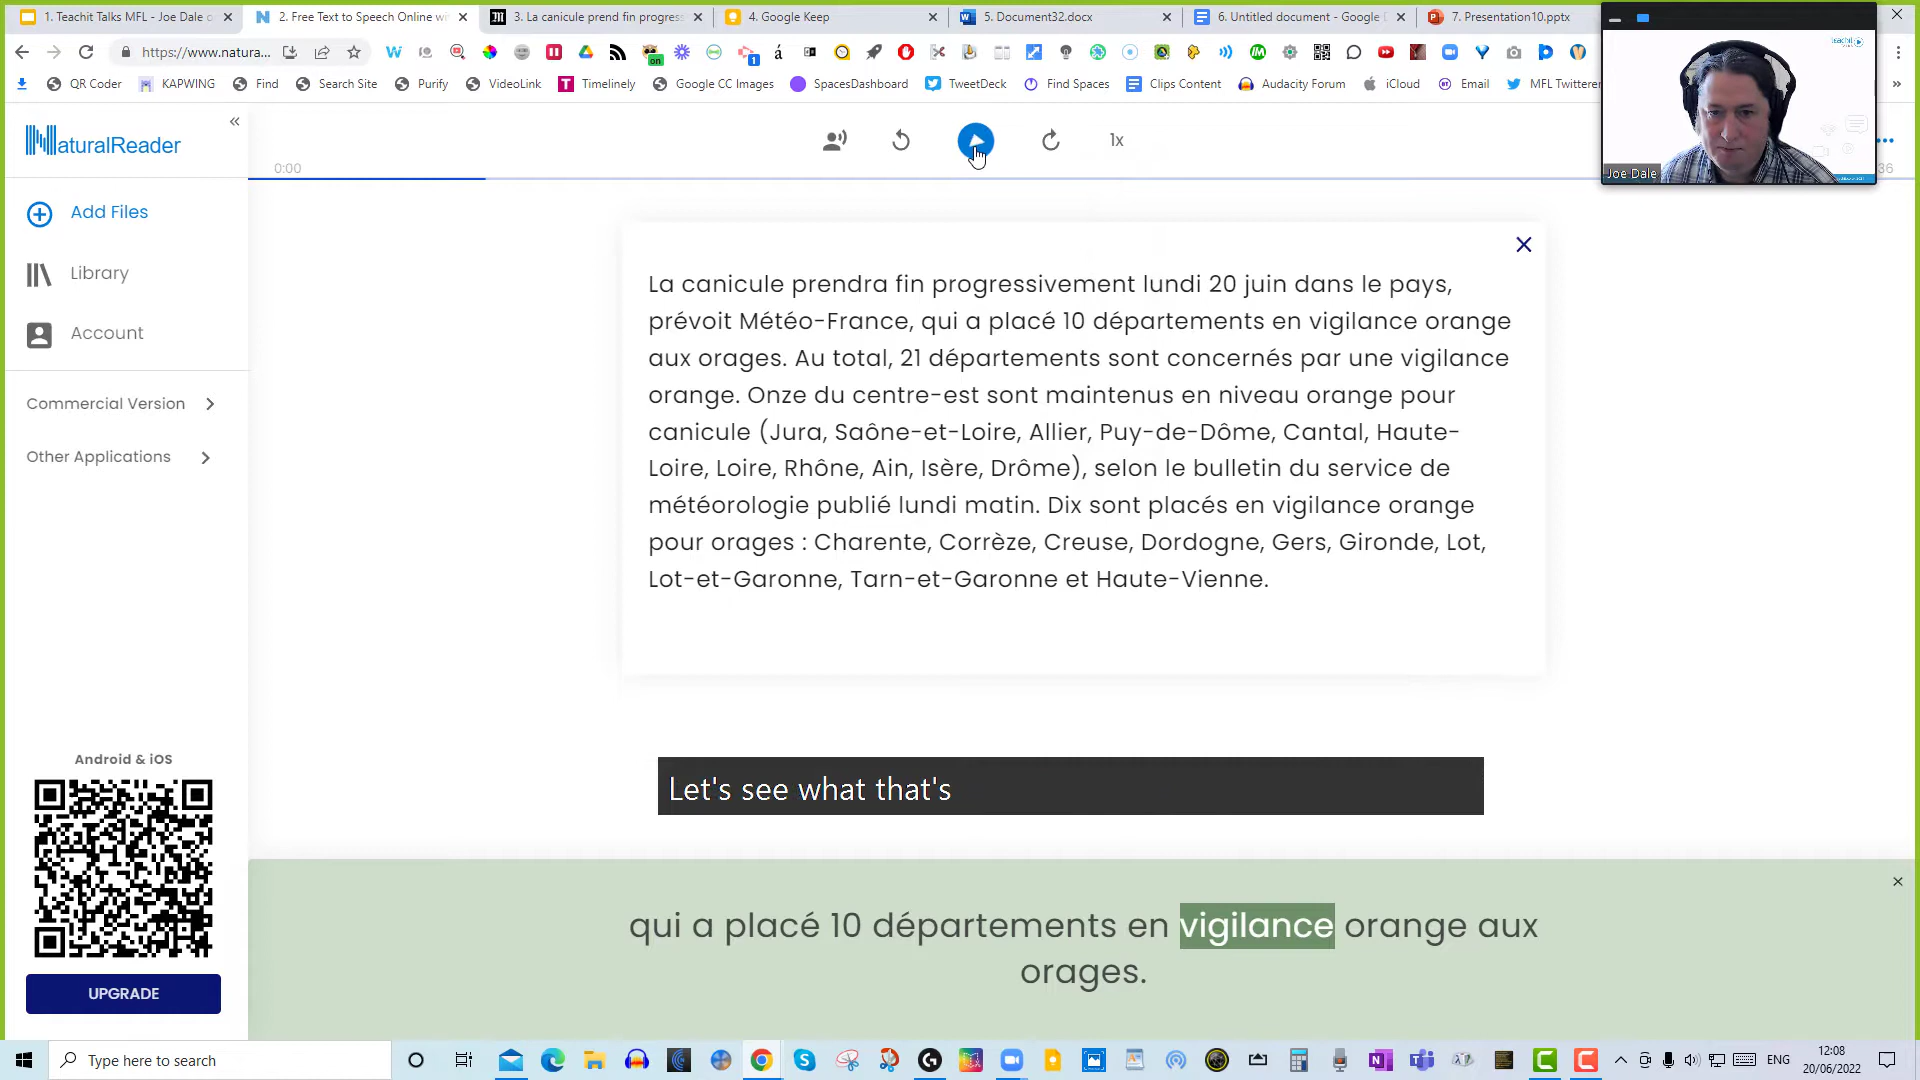 1. Teachit Talks MFL - Joe Dale o
2. Free Text to Speech Online wi
3. La canicule prend fin progress
4. Google Keep
5. Document32.docx
6. Untitled document - Google D
7. Presentation10.pptx
https://www.natura...
QR Coder
KAPWING
Find
Search Site
Purify
VideoLink
Timelinely
Google CC Images
SpacesDashboard
TweetDeck
Find Spaces
Clips Content
Audacity Forum
iCloud
Email
MFL Twitterer
Joe Dale
NaturalReader
1x
0:00
36
Add Files
Library
Account
Commercial Version
Other Applications
La canicule prendra fin progressivement lundi 20 juin dans le pays,
prévoit Météo-France, qui a placé 10 départements en vigilance orange
aux orages. Au total, 21 départements sont concernés par une vigilance
orange. Onze du centre-est sont maintenus en niveau orange pour
canicule (Jura, Saône-et-Loire, Allier, Puy-de-Dôme, Cantal, Haute-
Loire, Loire, Rhône, Ain, Isère, Drôme), selon le bulletin du service de
météorologie publié lundi matin. Dix sont placés en vigilance orange
pour orages : Charente, Corrèze, Creuse, Dordogne, Gers, Gironde, Lot,
Lot-et-Garonne, Tarn-et-Garonne et Haute-Vienne.
Let's see what that's
qui a placé 10 départements en vigilance orange aux
orages.
Android & iOS
UPGRADE
Type here to search
ENG
12:08
20/06/2022